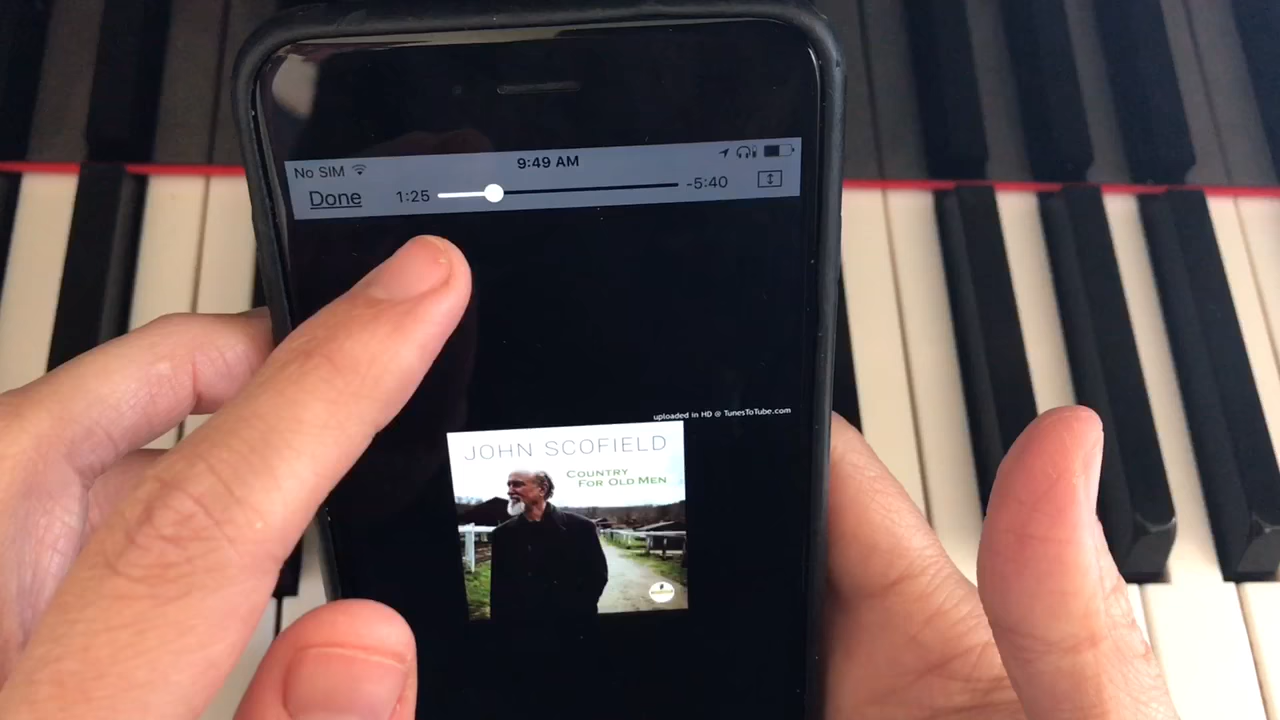 No SIM 9:49 AM
Done 1:25 -5:40
uploaded in HD @ TunesToTube.com
JOHN SCOFIELD
COUNTRY
FOR OLD MEN